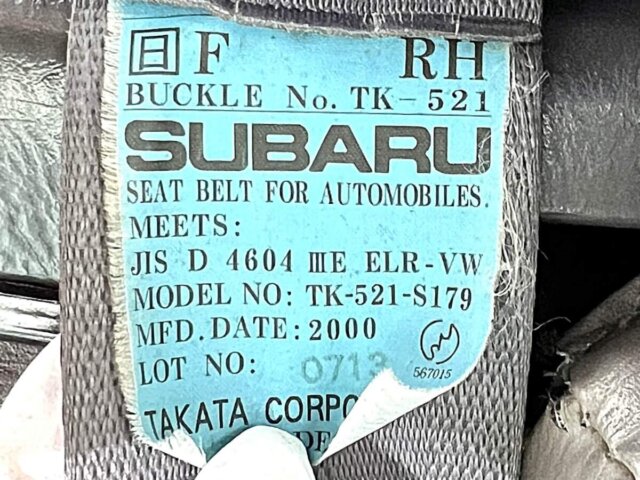 日 F RH
BUCKLE No. TK-521
SUBARU
SEAT BELT FOR AUTOMOBILES.
MEETS:
JIS D 4604 ⅢE ELR-VW
MODEL NO: TK-521-S179
MFD. DATE: 2000
LOT NO: 0713
567015
TAKATA CORPO
DE